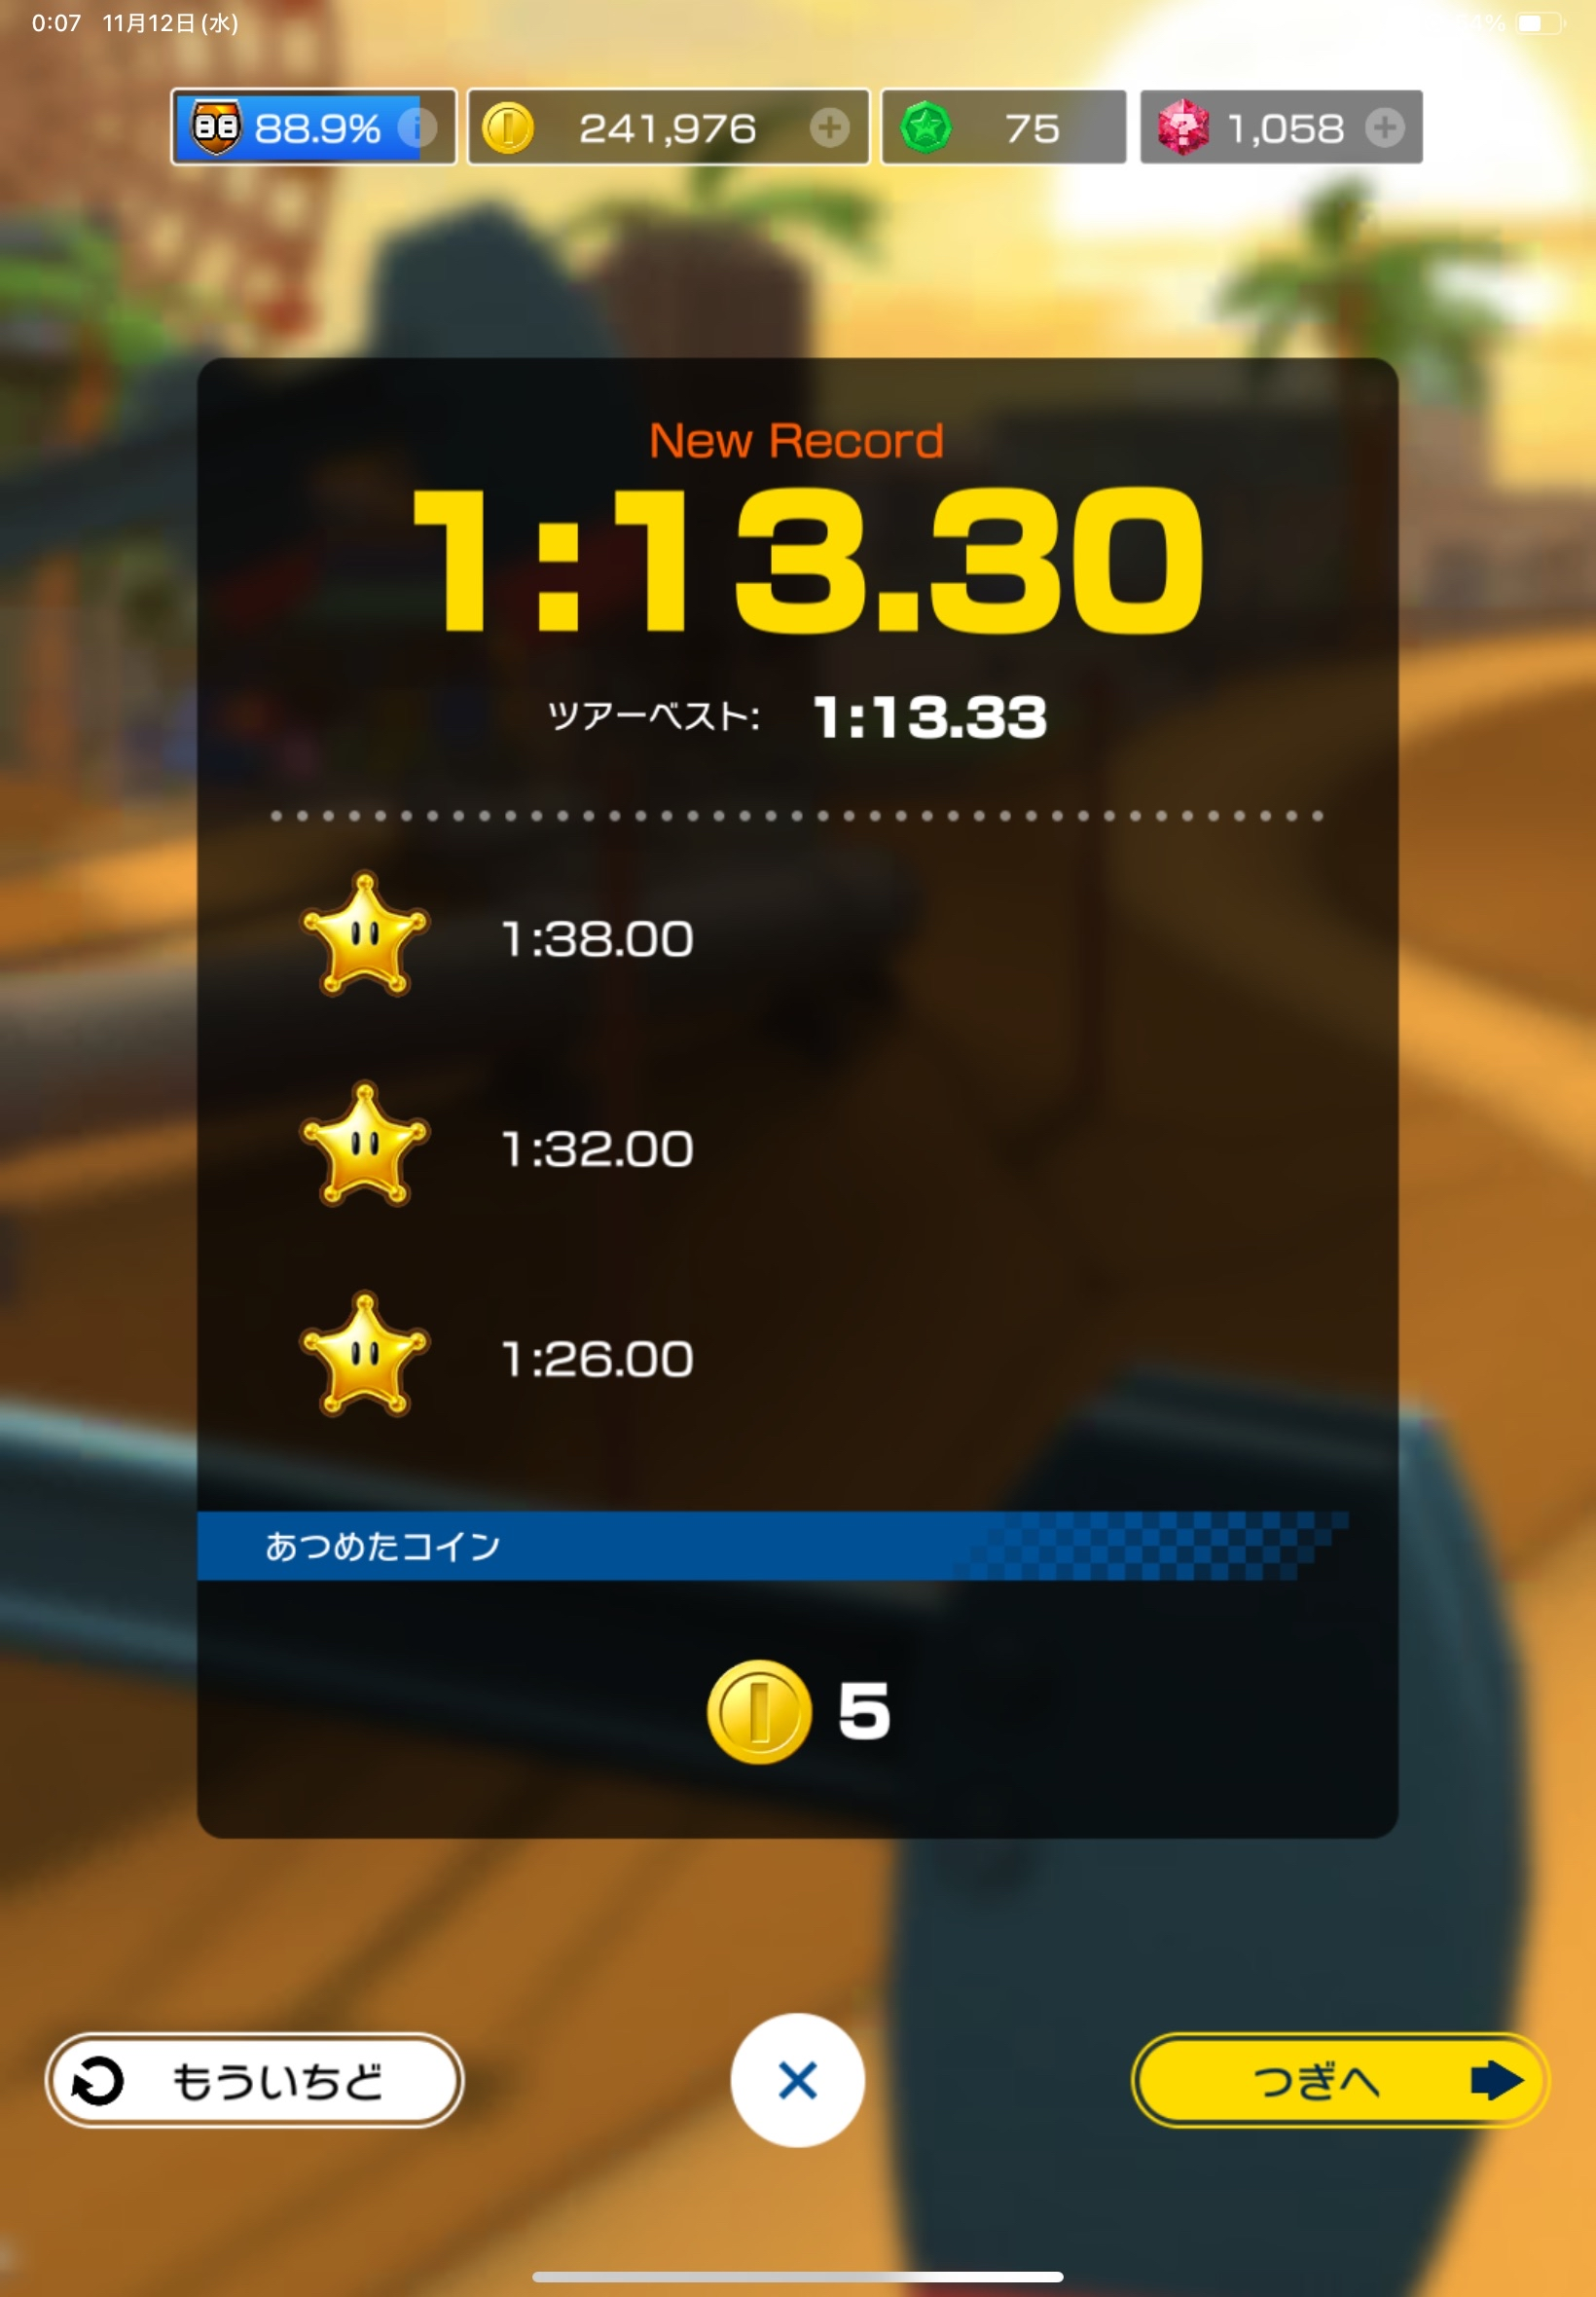 0:07 11月12日(水)
88 88.9% 241,976 75 1,058
New Record
1:13.30
ツアーベスト: 1:13.33
1:38.00
1:32.00
1:26.00
あつめたコイン
5
もういちど × つぎへ